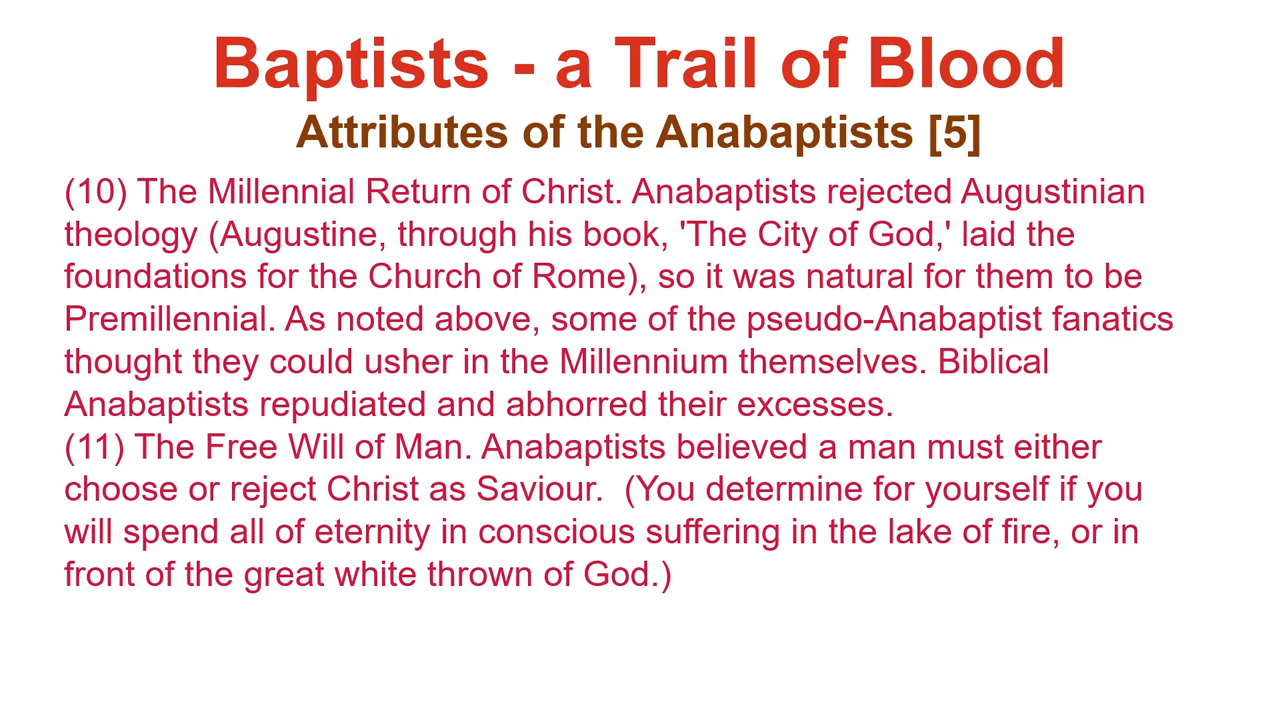 Baptists - a Trail of Blood
Attributes of the Anabaptists [5]
(10) The Millennial Return of Christ. Anabaptists rejected Augustinian
theology (Augustine, through his book, 'The City of God,' laid the
foundations for the Church of Rome), so it was natural for them to be
Premillennial. As noted above, some of the pseudo-Anabaptist fanatics
thought they could usher in the Millennium themselves. Biblical
Anabaptists repudiated and abhorred their excesses.
(11) The Free Will of Man. Anabaptists believed a man must either
choose or reject Christ as Saviour.  (You determine for yourself if you
will spend all of eternity in conscious suffering in the lake of fire, or in
front of the great white thrown of God.)